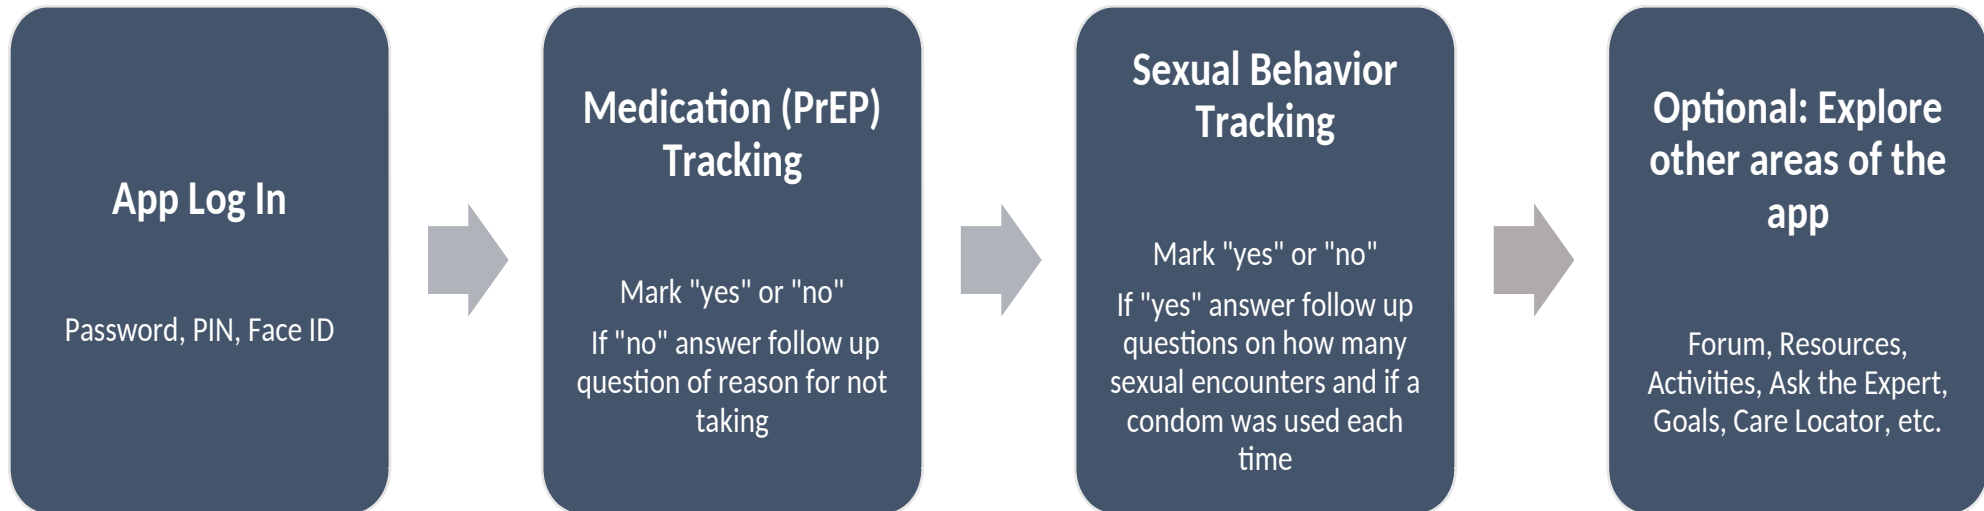 App Log In
Password, PIN, Face ID
Medication (PrEP)
Tracking
Mark "yes" or "no"
If "no" answer follow up
question of reason for not
taking
Sexual Behavior
Tracking
Mark "yes" or "no"
If "yes" answer follow up
questions on how many
sexual encounters and if a
condom was used each
time
Optional: Explore
other areas of the
app
Forum, Resources,
Activities, Ask the Expert,
Goals, Care Locator, etc.